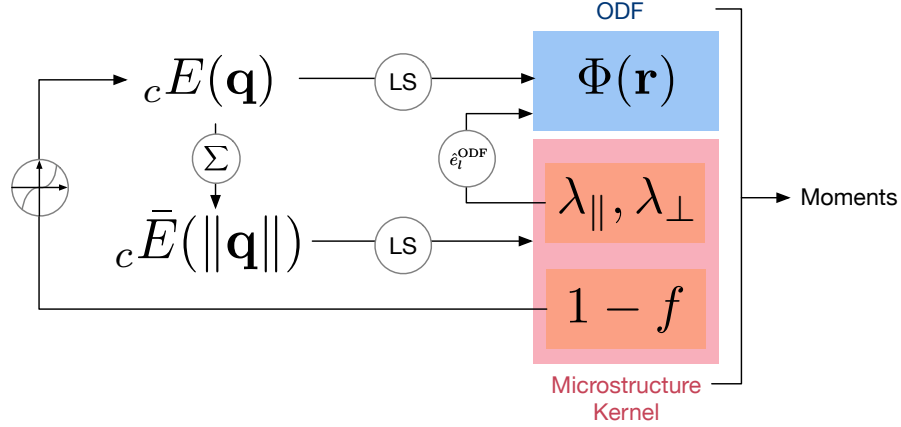 ODF
cE(𝐪)
LS
Φ(𝐫)
Σ
ê_l^ODF
λ∥, λ⊥
Moments
cĒ(∥𝐪∥)
LS
1 − f
Microstructure
Kernel